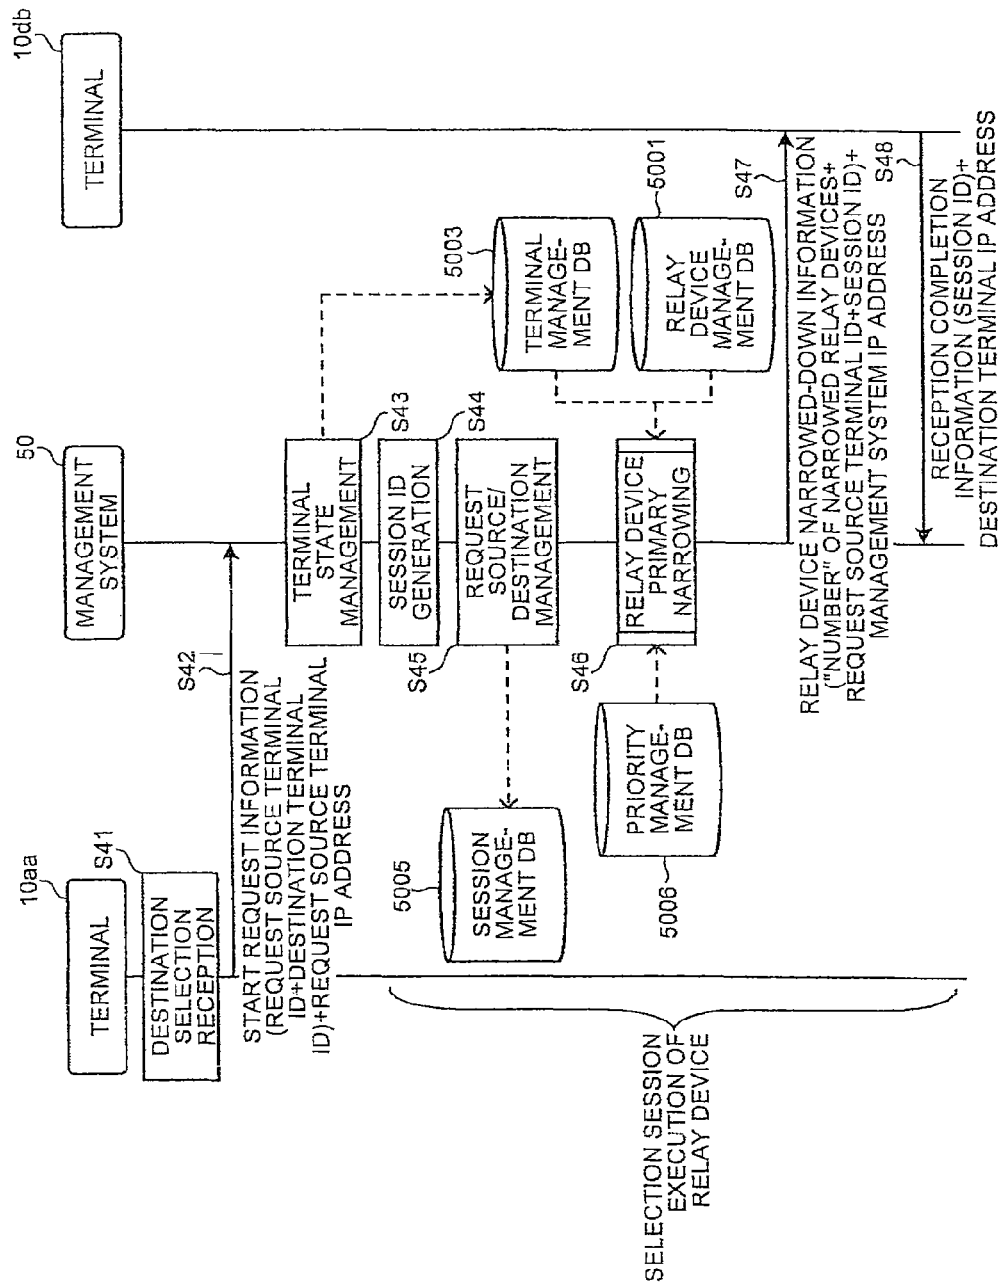 10aa
TERMINAL
50
MANAGEMENT
SYSTEM
10db
TERMINAL
S41
DESTINATION
SELECTION
RECEPTION
S42
START REQUEST INFORMATION
(REQUEST SOURCE TERMINAL
ID+DESTINATION TERMINAL
ID)+REQUEST SOURCE TERMINAL
IP ADDRESS
TERMINAL
STATE
MANAGEMENT
S43
SESSION ID
GENERATION
S44
S45
REQUEST
SOURCE/
DESTINATION
MANAGEMENT
5005
SESSION
MANAGE-
MENT DB
5003
TERMINAL
MANAGE-
MENT DB
5006
PRIORITY
MANAGE-
MENT DB
S46
RELAY DEVICE
PRIMARY
NARROWING
5001
RELAY
DEVICE
MANAGE-
MENT DB
S47
RELAY DEVICE NARROWED-DOWN INFORMATION
("NUMBER" OF NARROWED RELAY DEVICES+
REQUEST SOURCE TERMINAL ID+SESSION ID)+
MANAGEMENT SYSTEM IP ADDRESS
S48
RECEPTION COMPLETION
INFORMATION (SESSION ID)+
DESTINATION TERMINAL IP ADDRESS
SELECTION SESSION
EXECUTION OF
RELAY DEVICE